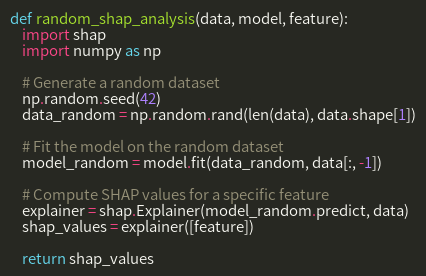 def random_shap_analysis(data, model, feature):
    import shap
    import numpy as np

    # Generate a random dataset
    np.random.seed(42)
    data_random = np.random.rand(len(data), data.shape[1])

    # Fit the model on the random dataset
    model_random = model.fit(data_random, data[:, -1])

    # Compute SHAP values for a specific feature
    explainer = shap.Explainer(model_random.predict, data)
    shap_values = explainer([feature])

    return shap_values